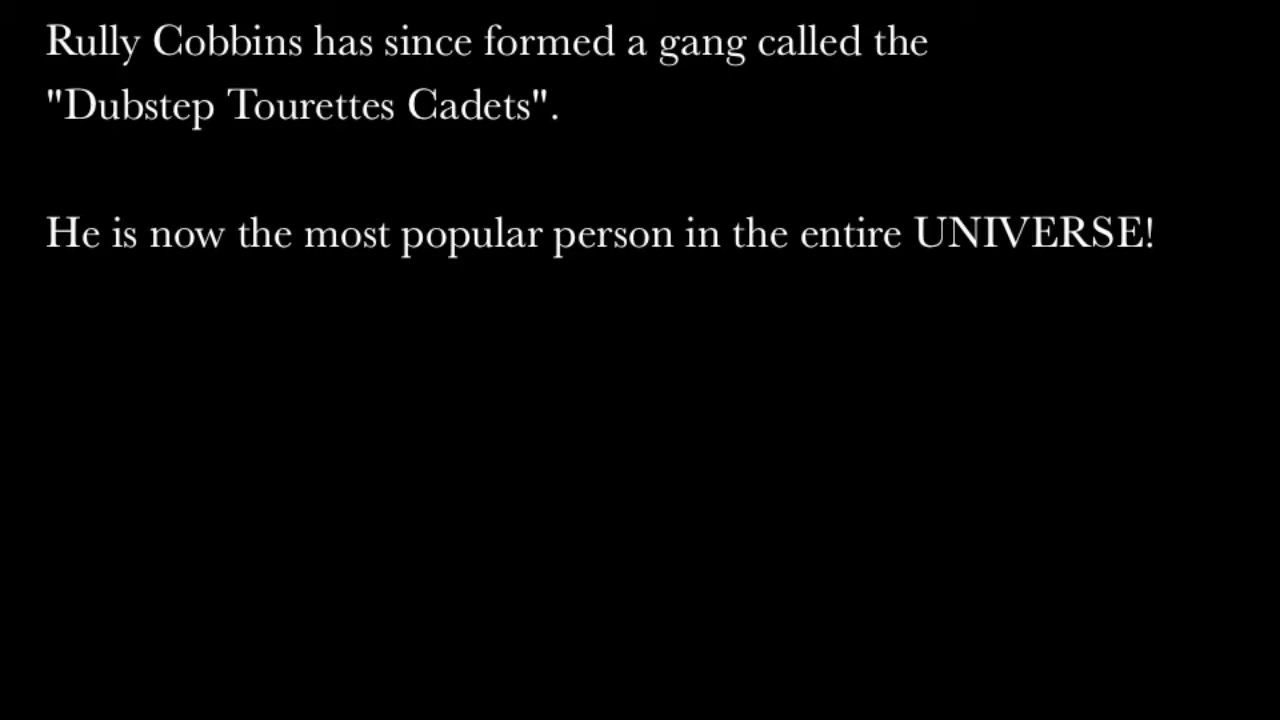 Rully Cobbins has since formed a gang called the
"Dubstep Tourettes Cadets".
He is now the most popular person in the entire UNIVERSE!